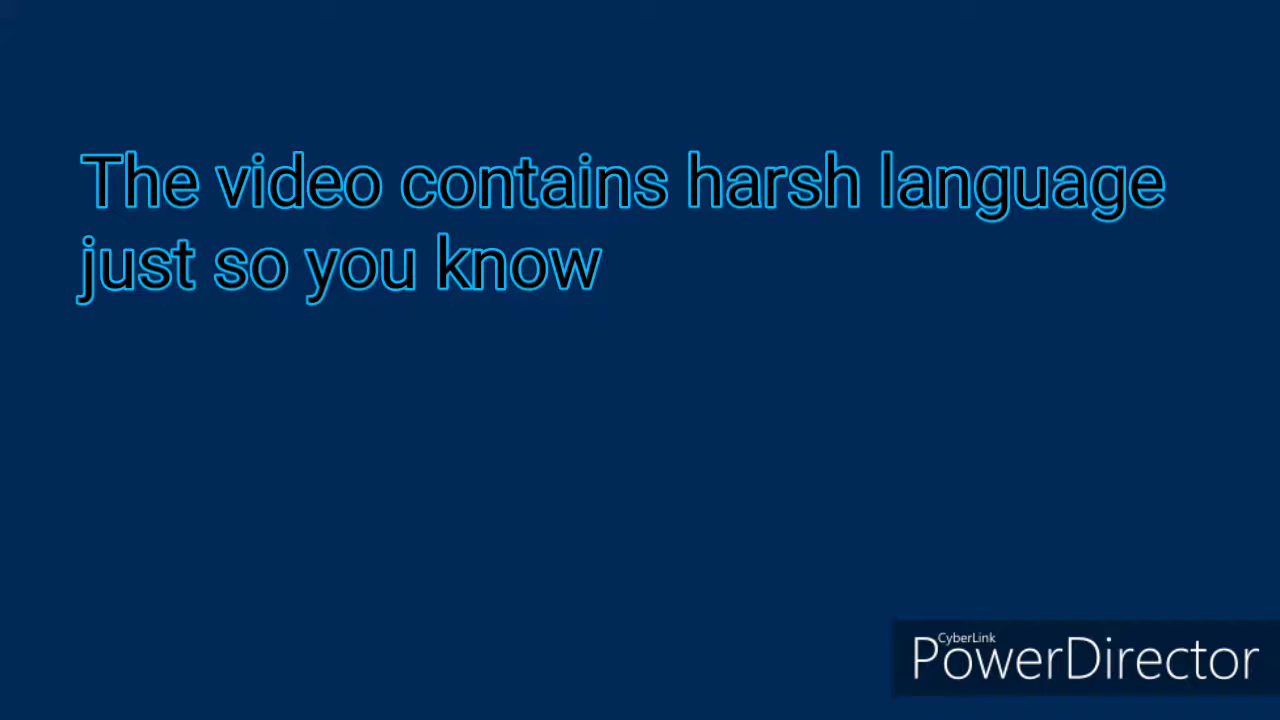 The video contains harsh language
just so you know
CyberLink
PowerDirector